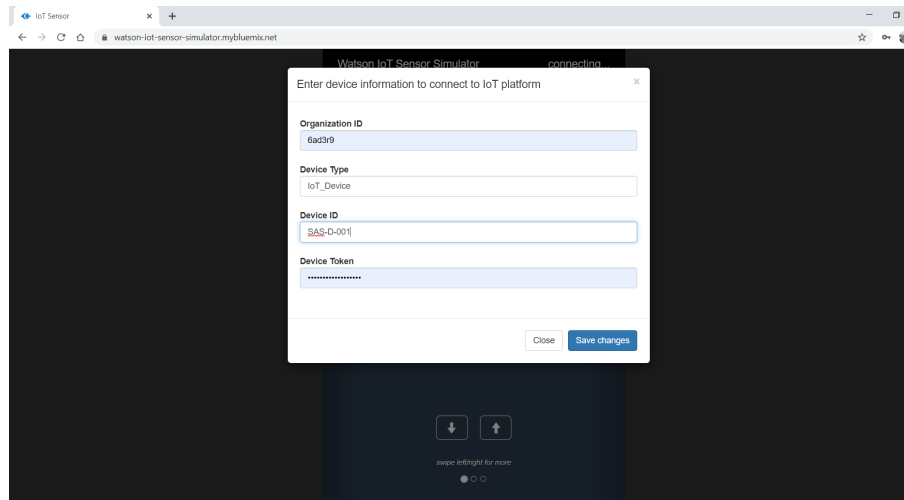 IoT Sensor
watson-iot-sensor-simulator.mybluemix.net
Watson IoT Sensor Simulator connecting...
Enter device information to connect to IoT platform ×
Organization ID
6ad3r9
Device Type
IoT_Device
Device ID
SAS-D-001
Device Token
•••••••••••••••••
Close Save changes
swipe left/right for more